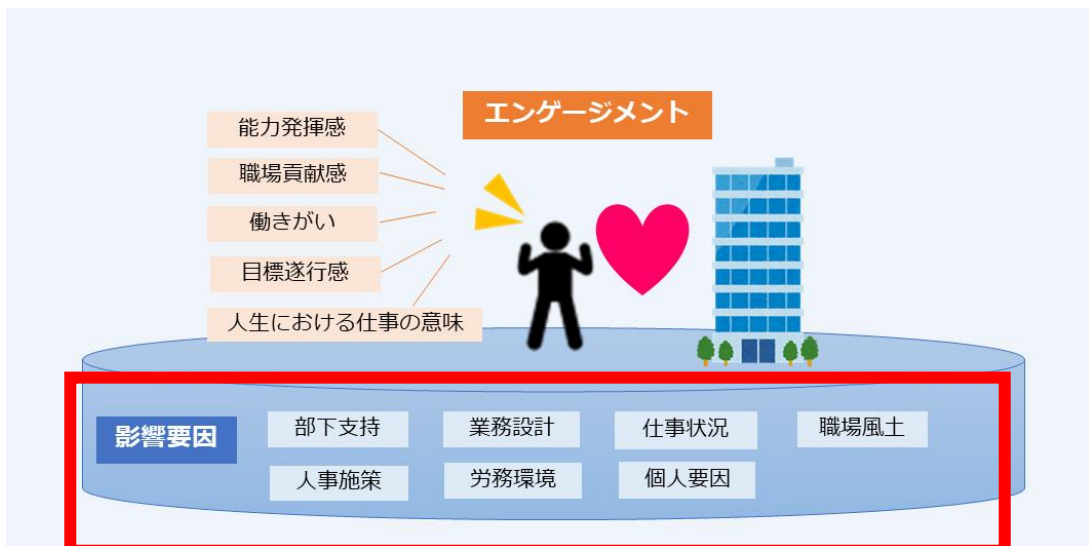 エンゲージメント
能力発揮感
職場貢献感
働きがい
目標遂行感
人生における仕事の意味
影響要因
部下支持
業務設計
仕事状況
職場風土
人事施策
労務環境
個人要因